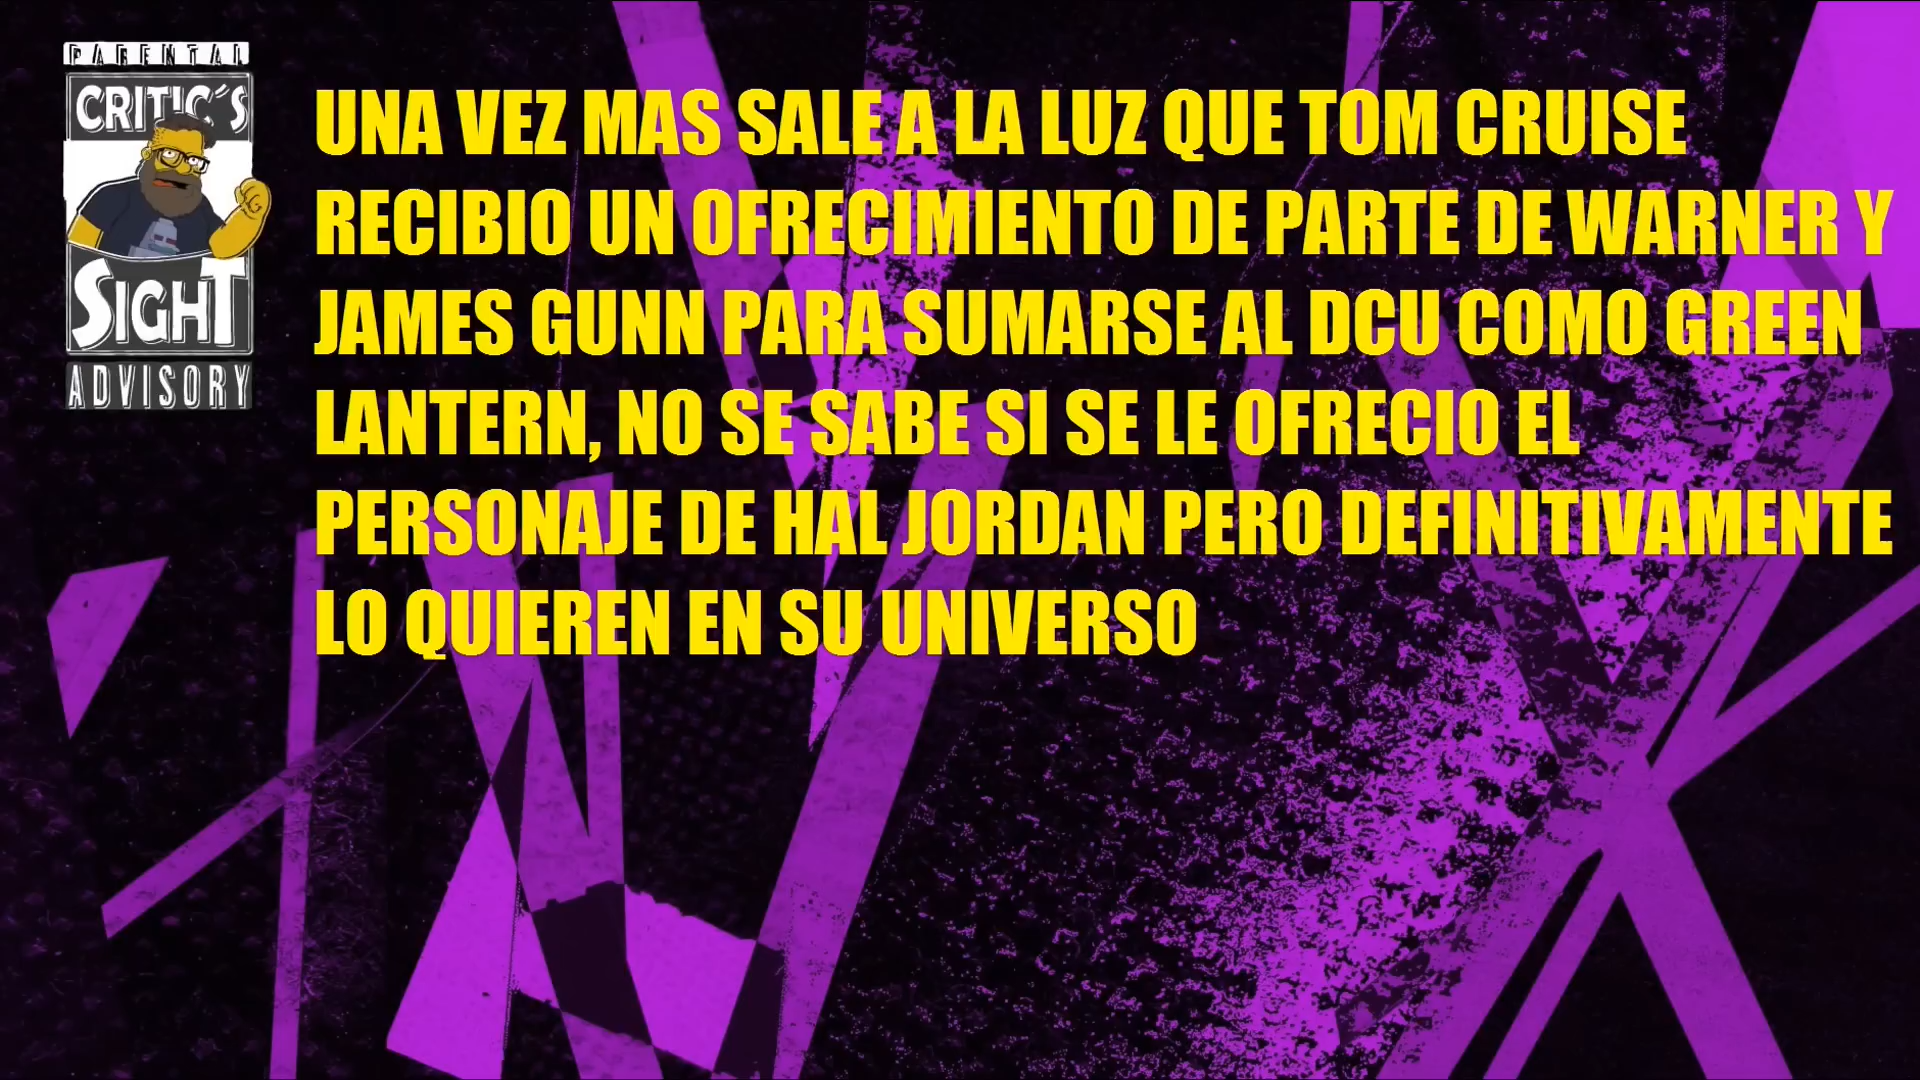 PARENTAL
CRITIC´S
SIGHT
ADVISORY
UNA VEZ MAS SALE A LA LUZ QUE TOM CRUISE
RECIBIO UN OFRECIMIENTO DE PARTE DE WARNER Y
JAMES GUNN PARA SUMARSE AL DCU COMO GREEN
LANTERN, NO SE SABE SI SE LE OFRECIO EL
PERSONAJE DE HAL JORDAN PERO DEFINITIVAMENTE
LO QUIEREN EN SU UNIVERSO